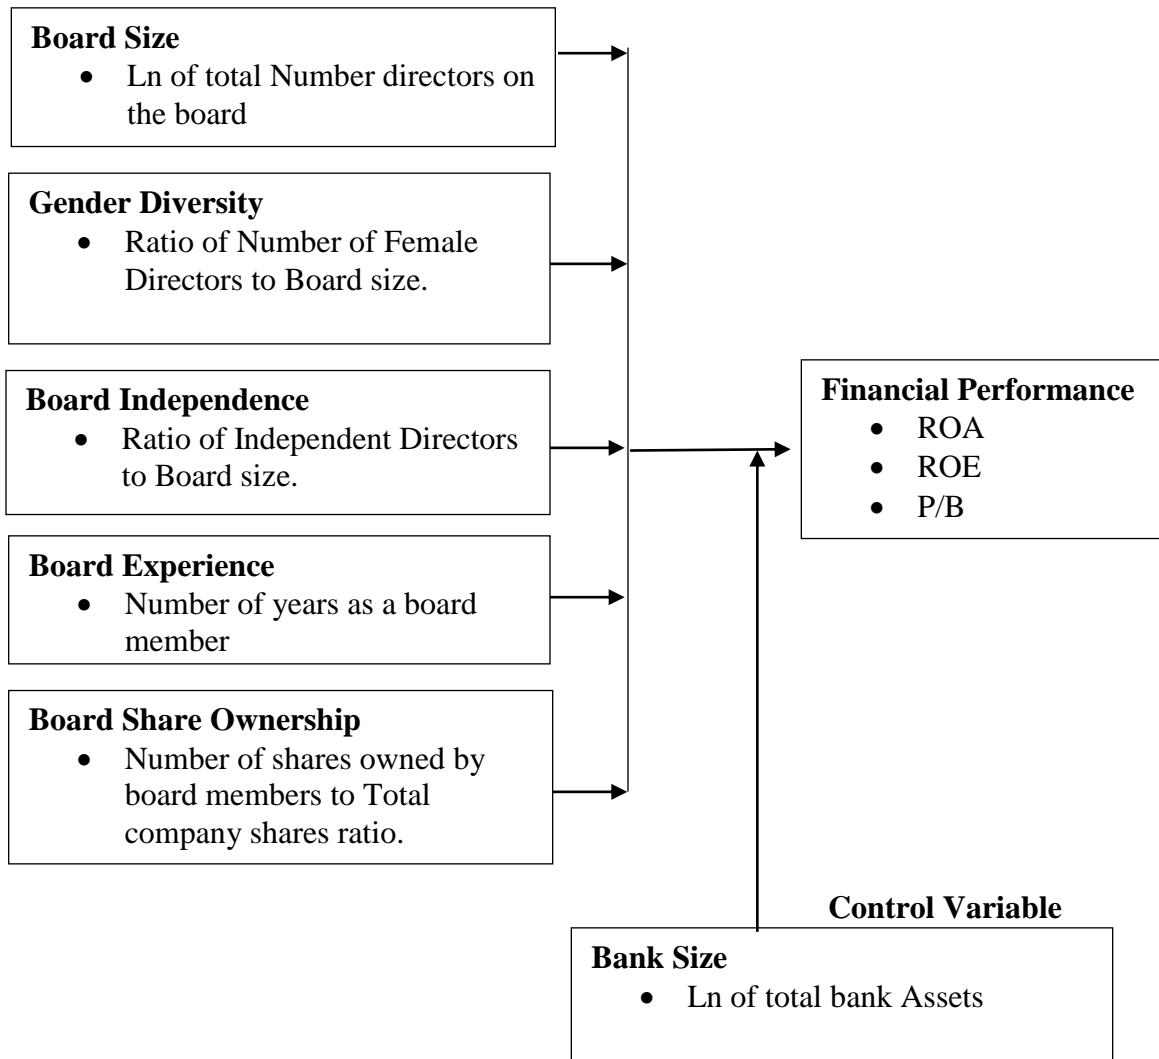 Board Size
• Ln of total Number directors on
the board
Gender Diversity
• Ratio of Number of Female
Directors to Board size.
Board Independence
• Ratio of Independent Directors
to Board size.
Board Experience
• Number of years as a board
member
Board Share Ownership
• Number of shares owned by
board members to Total
company shares ratio.
Financial Performance
• ROA
• ROE
• P/B
Control Variable
Bank Size
• Ln of total bank Assets